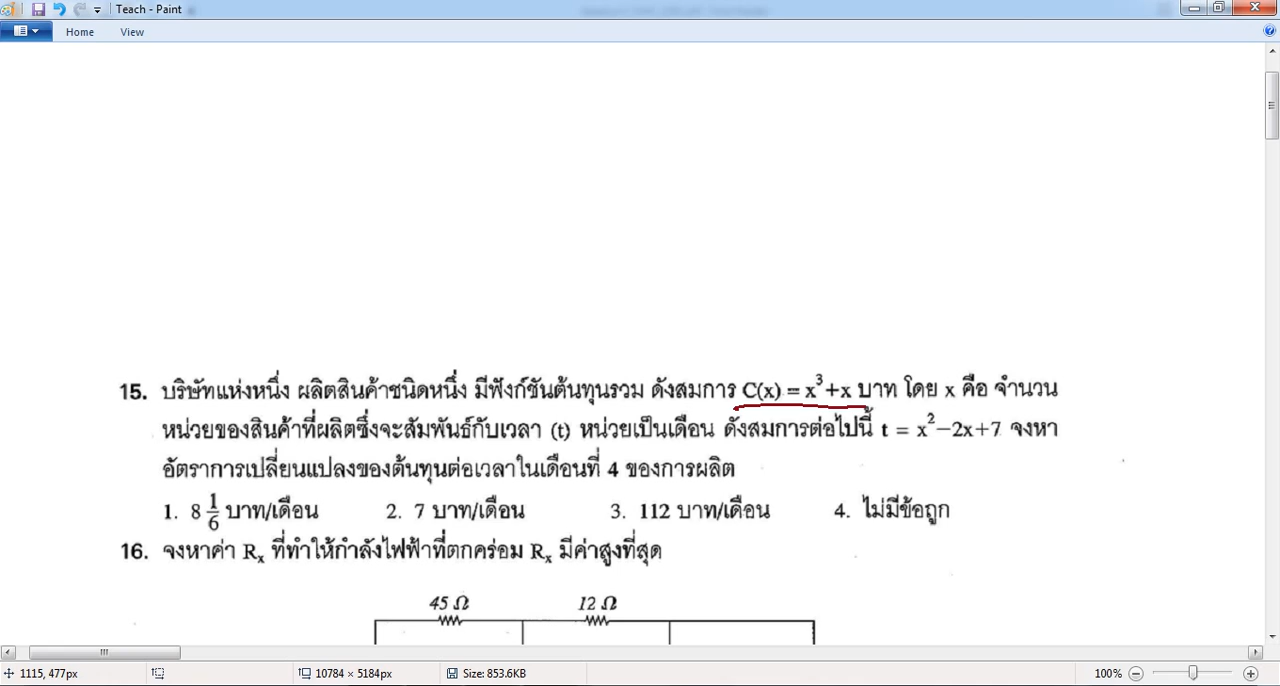 Teach - Paint
Home View
15. บริษัทแห่งหนึ่ง ผลิตสินค้าชนิดหนึ่ง มีฟังก์ชันต้นทุนรวม ดังสมการ C(x) = x³+x บาท โดย x คือ จำนวน
หน่วยของสินค้าที่ผลิตซึ่งจะสัมพันธ์กับเวลา (t) หน่วยเป็นเดือน ดังสมการต่อไปนี้ t = x²−2x+7 จงหา
อัตราการเปลี่ยนแปลงของต้นทุนต่อเวลาในเดือนที่ 4 ของการผลิต
1. 8 1/6 บาท/เดือน 2. 7 บาท/เดือน 3. 112 บาท/เดือน 4. ไม่มีข้อถูก
16. จงหาค่า Rₓ ที่ทำให้กำลังไฟฟ้าที่ตกคร่อม Rₓ มีค่าสูงที่สุด
45 Ω 12 Ω
1115, 477px 10784 × 5184px Size: 853.6KB 100%